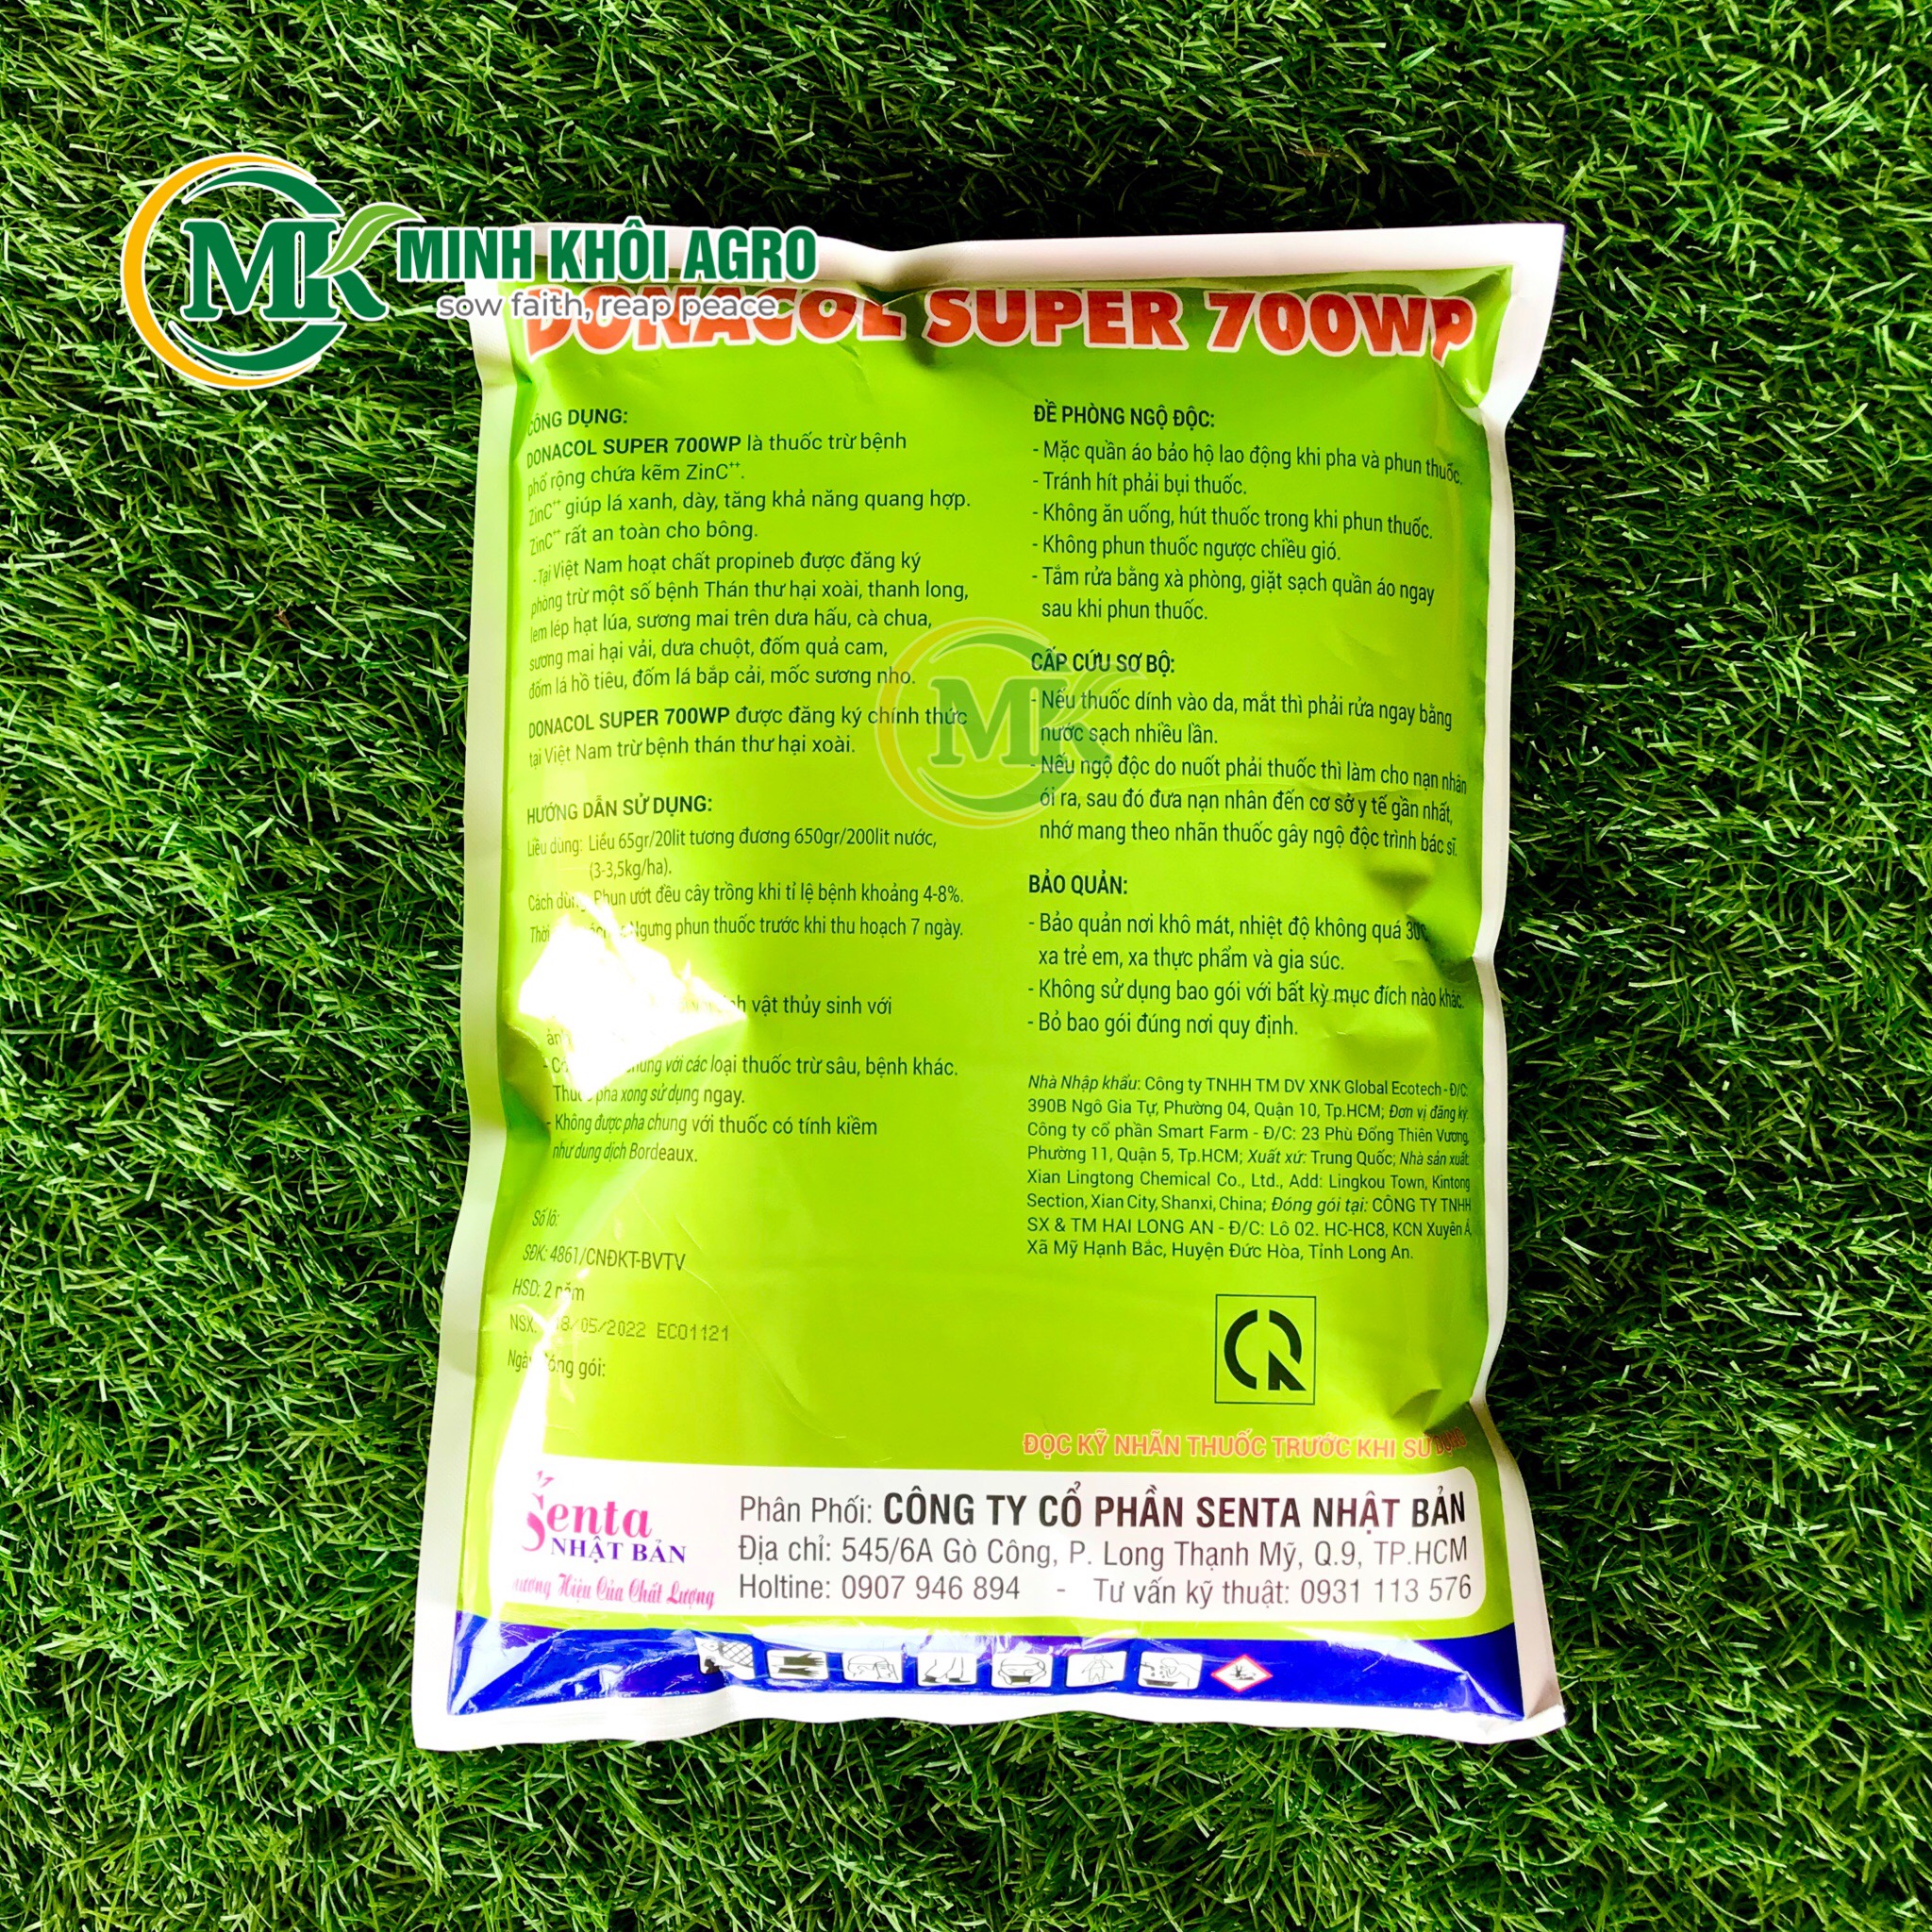 MK MINH KHÔI AGRO
sow faith, reap peace
DONACOL SUPER 700WP
CÔNG DỤNG:
DONACOL SUPER 700WP là thuốc trừ bệnh
phổ rộng chứa kẽm ZinC++.
ZinC++ giúp lá xanh, dày, tăng khả năng quang hợp.
ZinC++ rất an toàn cho bông.
- Tại Việt Nam hoạt chất propineb được đăng ký
phòng trừ một số bệnh Thán thư hại xoài, thanh long,
lem lép hạt lúa, sương mai trên dưa hấu, cà chua,
sương mai hại vải, dưa chuột, đốm quả cam,
đốm lá hồ tiêu, đốm lá bắp cải, mốc sương nho.
DONACOL SUPER 700WP được đăng ký chính thức
tại Việt Nam trừ bệnh thán thư hại xoài.
HƯỚNG DẪN SỬ DỤNG:
Liều dùng: Liều 65gr/20lit tương đương 650gr/200lit nước,
(3-3,5kg/ha).
Cách dùng: Phun ướt đều cây trồng khi tỉ lệ bệnh khoảng 4-8%.
Thời Ngưng phun thuốc trước khi thu hoạch 7 ngày.
vật thủy sinh với
chung với các loại thuốc trừ sâu, bệnh khác.
Thuốc pha xong sử dụng ngay.
- Không được pha chung với thuốc có tính kiềm
như dung dịch Bordeaux.
Số lô:
SĐK: 4861/CNĐKT-BVTV
HSD: 2 năm
NSX: 18/05/2022 ECO1121
Ngày đóng gói:
ĐỀ PHÒNG NGỘ ĐỘC:
- Mặc quần áo bảo hộ lao động khi pha và phun thuốc.
- Tránh hít phải bụi thuốc.
- Không ăn uống, hút thuốc trong khi phun thuốc.
- Không phun thuốc ngược chiều gió.
- Tắm rửa bằng xà phòng, giặt sạch quần áo ngay
sau khi phun thuốc.
CẤP CỨU SƠ BỘ:
- Nếu thuốc dính vào da, mắt thì phải rửa ngay bằng
nước sạch nhiều lần.
- Nếu ngộ độc do nuốt phải thuốc thì làm cho nạn nhân
ói ra, sau đó đưa nạn nhân đến cơ sở y tế gần nhất,
nhớ mang theo nhãn thuốc gây ngộ độc trình bác sĩ.
MK
BẢO QUẢN:
- Bảo quản nơi khô mát, nhiệt độ không quá 30C
xa trẻ em, xa thực phẩm và gia súc.
- Không sử dụng bao gói với bất kỳ mục đích nào khác.
- Bỏ bao gói đúng nơi quy định.
Nhà Nhập khẩu: Công ty TNHH TM DV XNK Global Ecotech - Đ/C:
390B Ngô Gia Tự, Phường 04, Quận 10, Tp.HCM; Đơn vị đăng ký:
Công ty cổ phần Smart Farm - Đ/C: 23 Phù Đổng Thiên Vương,
Phường 11, Quận 5, Tp.HCM; Xuất xứ: Trung Quốc; Nhà sản xuất:
Xian Lingtong Chemical Co., Ltd., Add: Lingkou Town, Kintong
Section, Xian City, Shanxi, China; Đóng gói tại: CÔNG TY TNHH
SX & TM HAI LONG AN - Đ/C: Lô 02. HC-HC8, KCN Xuyên Á,
Xã Mỹ Hạnh Bắc, Huyện Đức Hòa, Tỉnh Long An.
ĐỌC KỸ NHÃN THUỐC TRƯỚC KHI SỬ DỤNG
Senta
NHẬT BẢN
Thương Hiệu Của Chất Lượng
Phân Phối: CÔNG TY CỔ PHẦN SENTA NHẬT BẢN
Địa chỉ: 545/6A Gò Công, P. Long Thạnh Mỹ, Q.9, TP.HCM
Holtine: 0907 946 894 - Tư vấn kỹ thuật: 0931 113 576